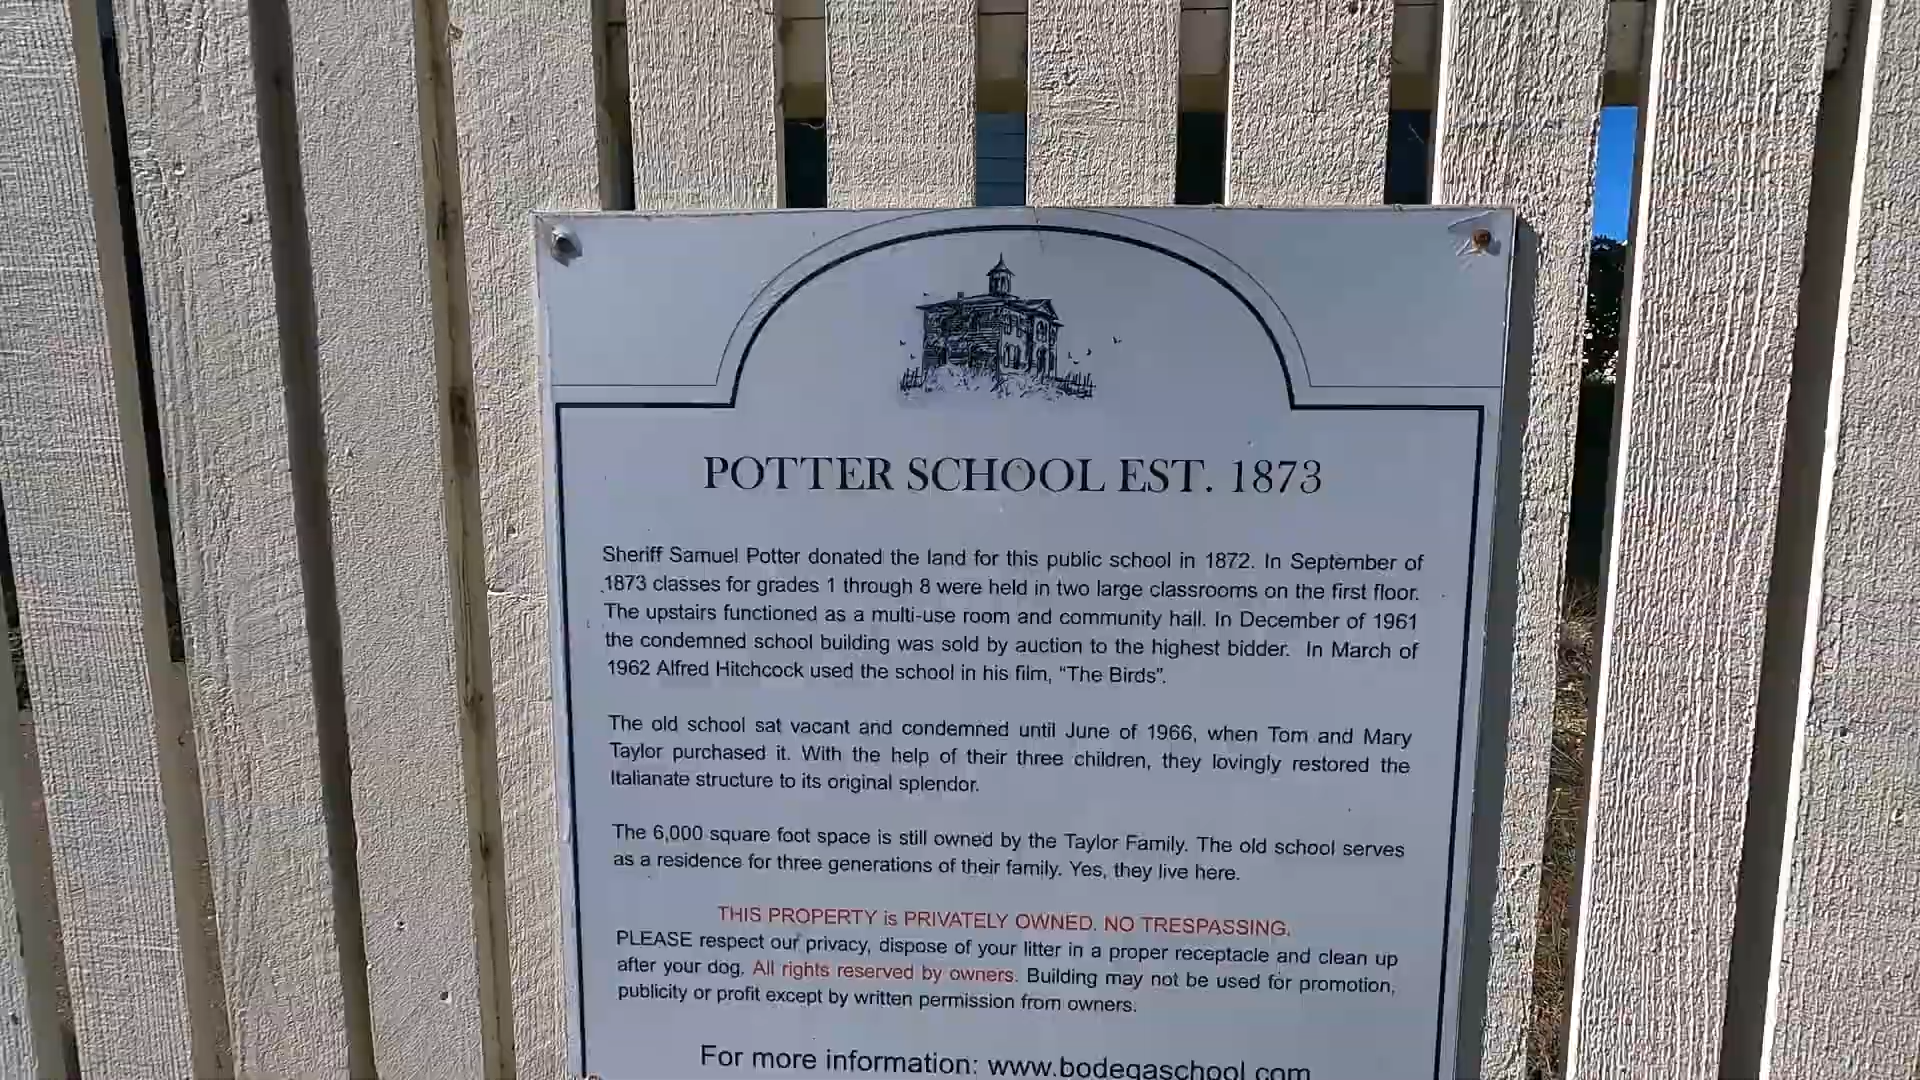 POTTER SCHOOL EST. 1873
Sheriff Samuel Potter donated the land for this public school in 1872. In September of
1873 classes for grades 1 through 8 were held in two large classrooms on the first floor.
The upstairs functioned as a multi-use room and community hall. In December of 1961
the condemned school building was sold by auction to the highest bidder. In March of
1962 Alfred Hitchcock used the school in his film, “The Birds”.
The old school sat vacant and condemned until June of 1966, when Tom and Mary
Taylor purchased it. With the help of their three children, they lovingly restored the
Italianate structure to its original splendor.
The 6,000 square foot space is still owned by the Taylor Family. The old school serves
as a residence for three generations of their family. Yes, they live here.
THIS PROPERTY is PRIVATELY OWNED. NO TRESPASSING.
PLEASE respect our privacy, dispose of your litter in a proper receptacle and clean up
after your dog. All rights reserved by owners. Building may not be used for promotion,
publicity or profit except by written permission from owners.
For more information: www.bodegaschool.com